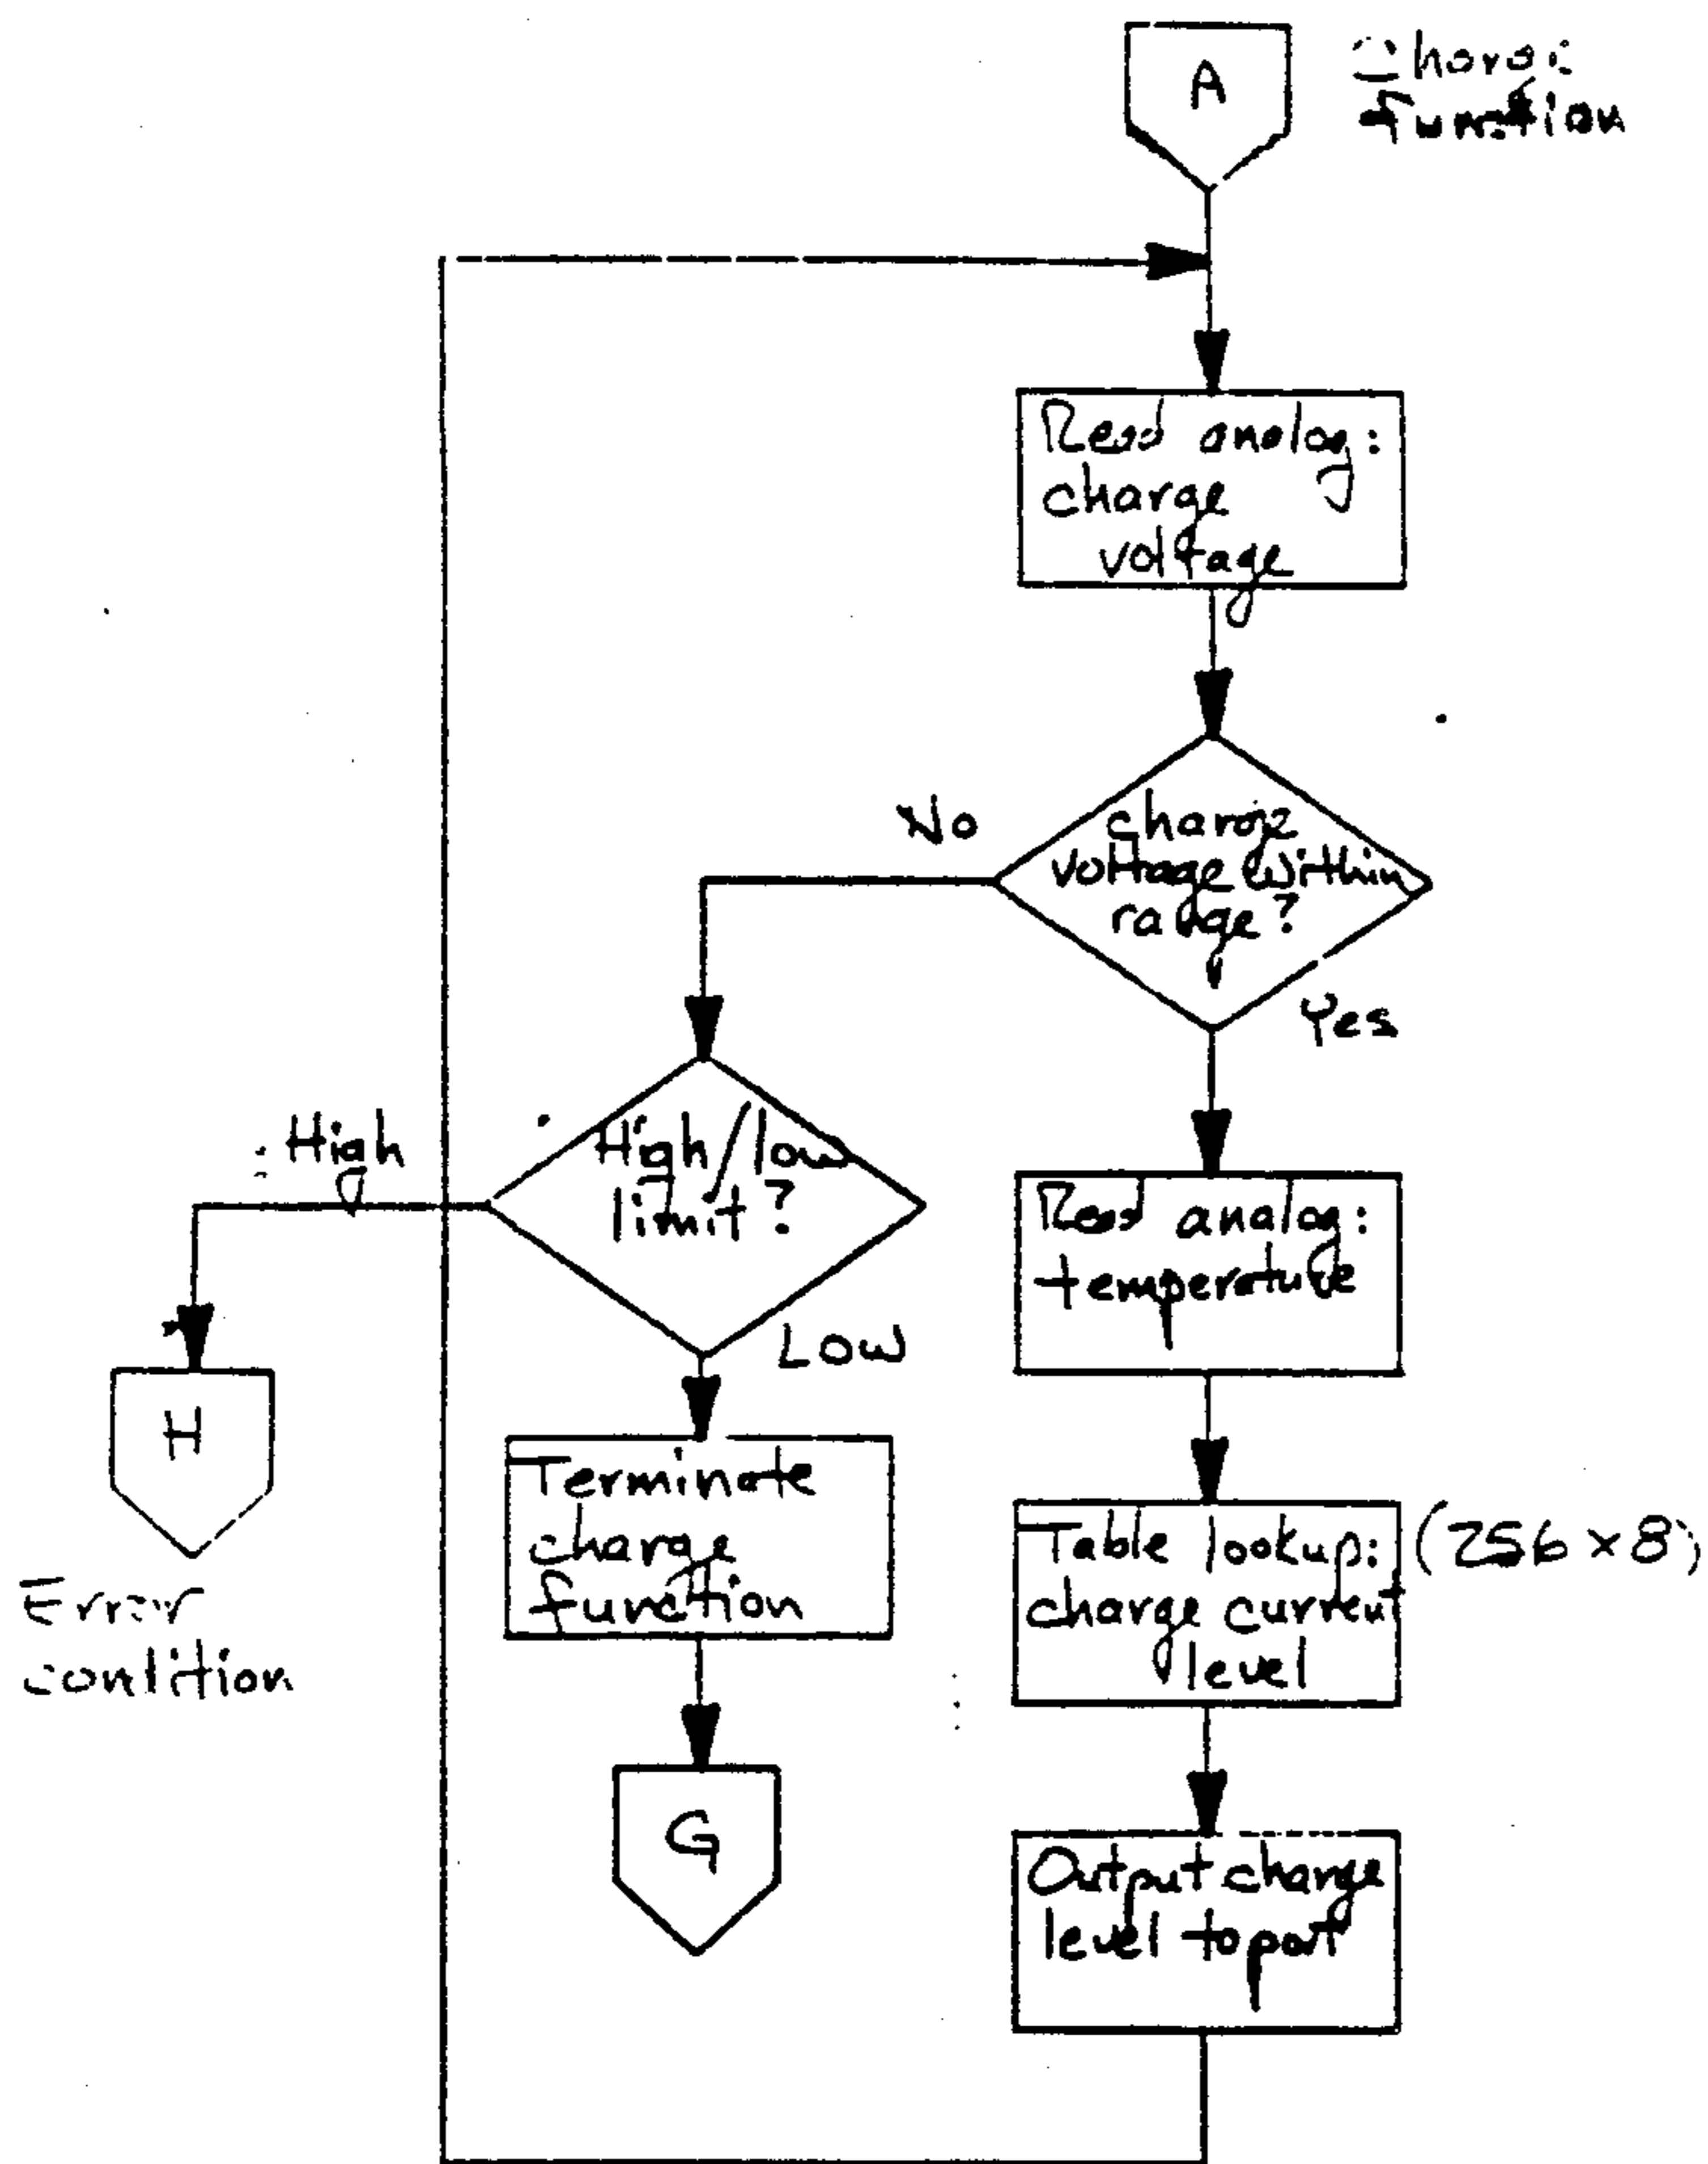 A
Charge
function
Read analog:
charge
voltage
No
charge
voltage within
range?
Yes
High
High/low
limit?
Low
Read analog:
temperature
H
Error
condition
Terminate
charge
function
Table lookup:
charge current
level
(256 x 8)
G
Output charge
level to port